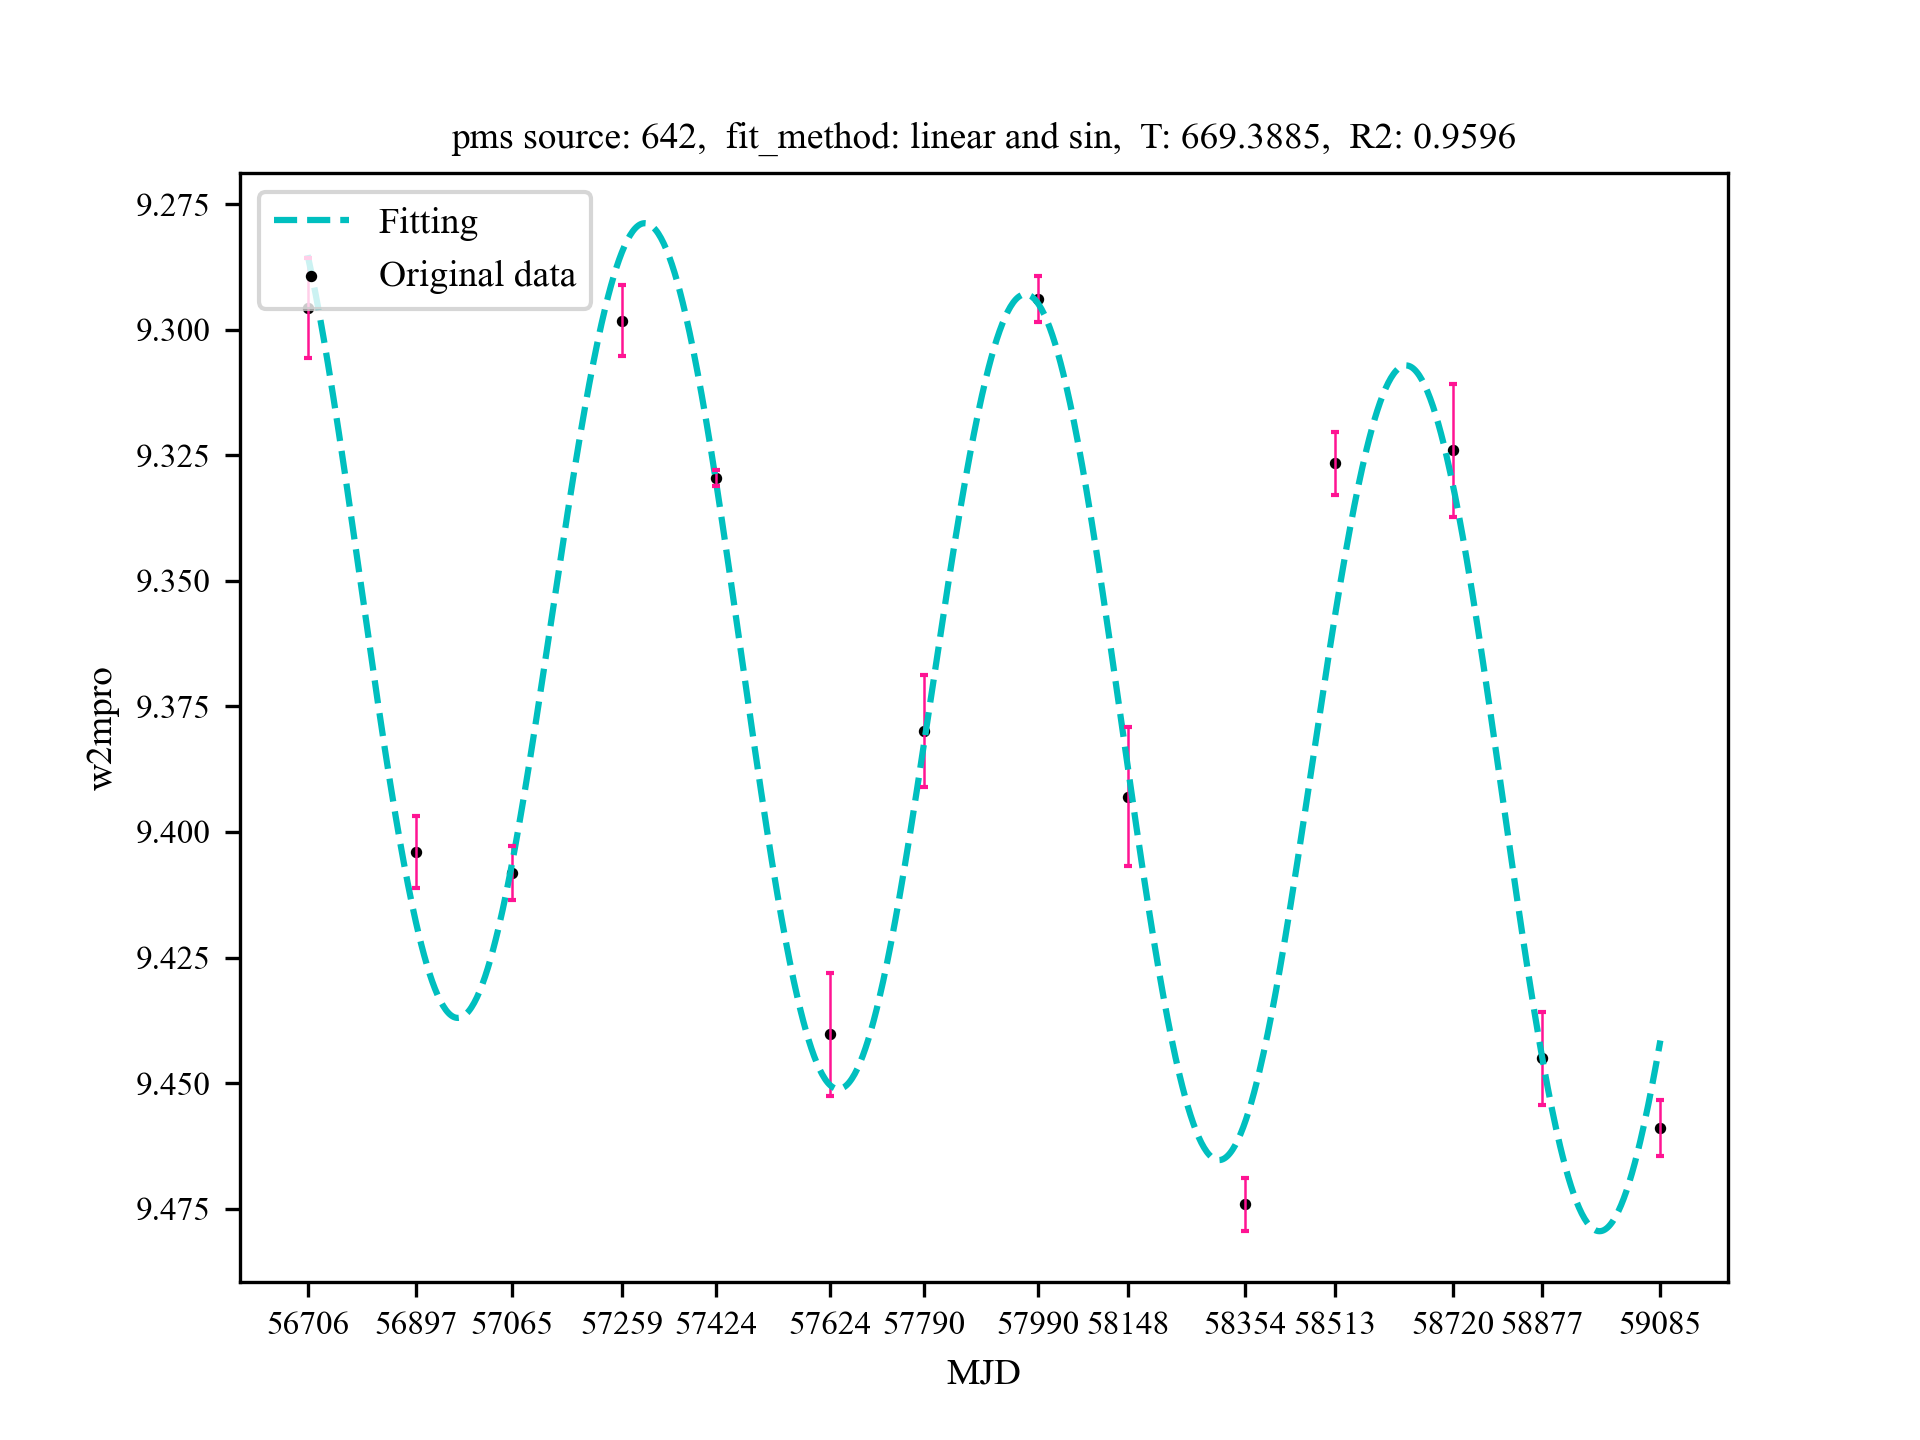 pms source: 642,  fit_method: linear and sin,  T: 669.3885,  R2: 0.9596
Fitting
Original data
9.275
9.300
9.325
9.350
9.375
9.400
9.425
9.450
9.475
w2mpro
56706 56897 57065 57259 57424 57624 57790 57990 58148 58354 58513 58720 58877 59085
MJD